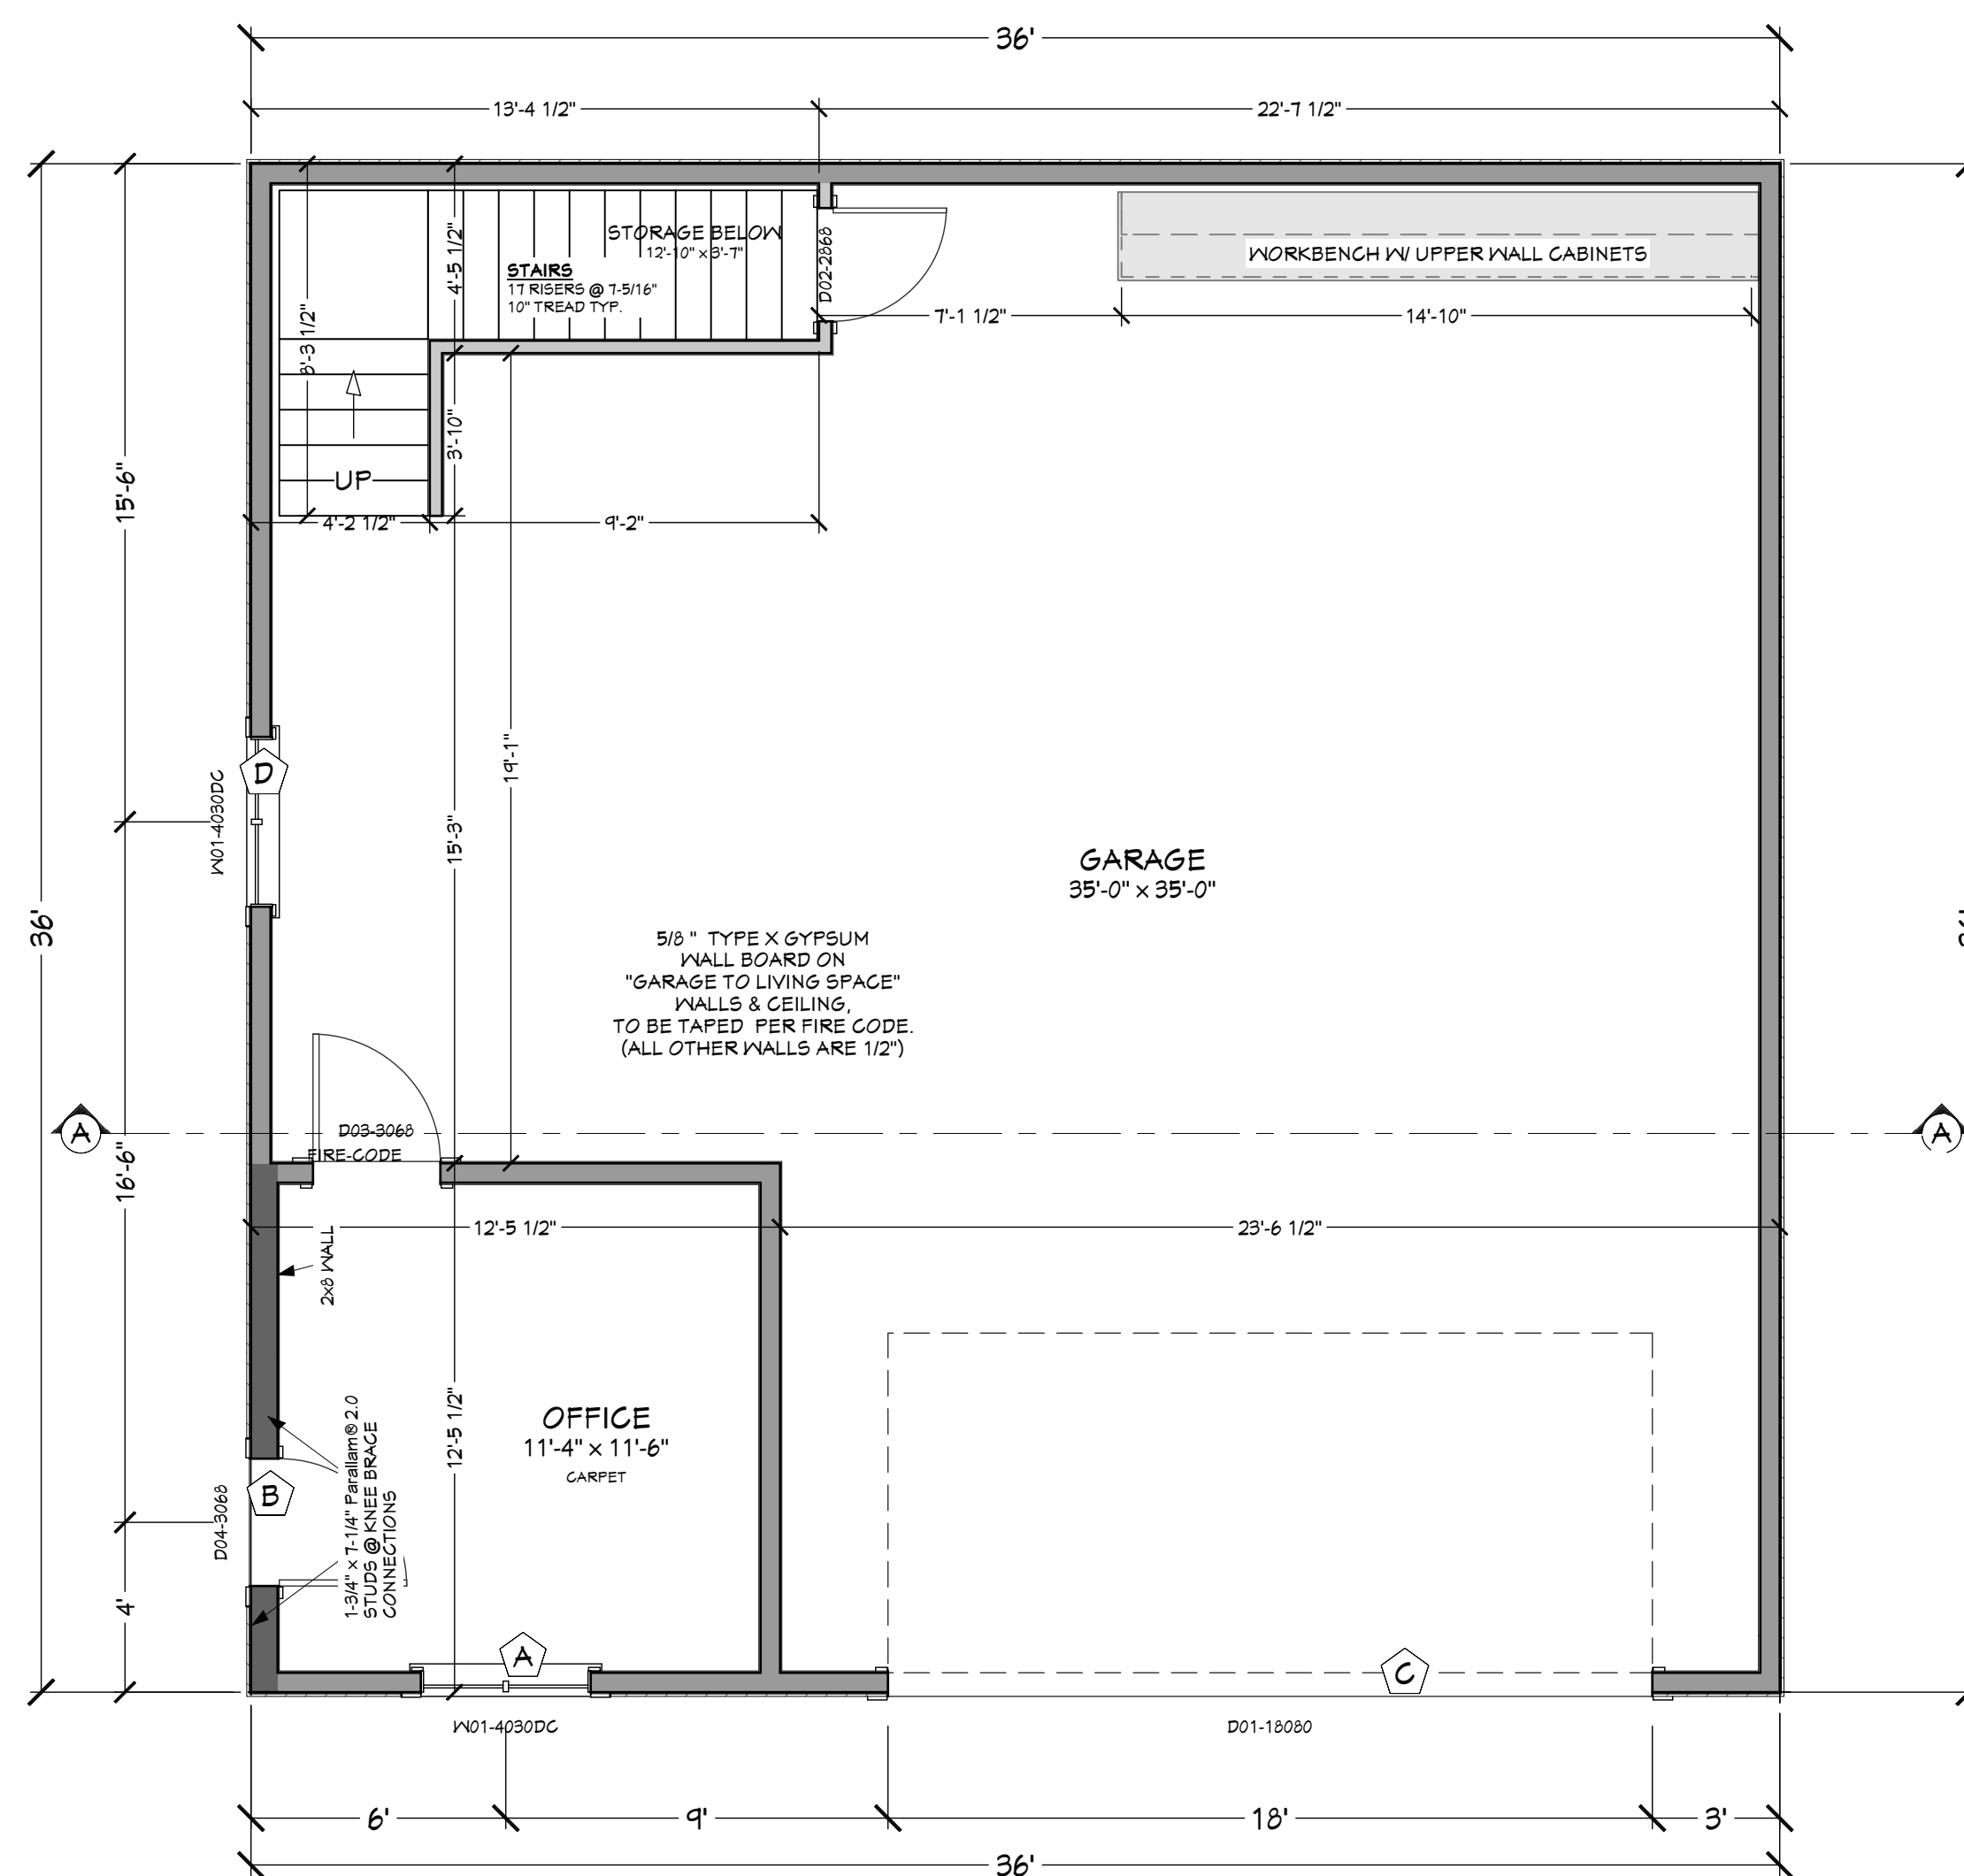 36'
13'-4 1/2"
22'-7 1/2"
STORAGE BELOW
12'-10" x 3'-7"
STAIRS
17 RISERS @ 7-5/16"
10" TREAD TYP.
4'-5 1/2"
8'-3 1/2"
3'-10"
UP
4'-2 1/2"
9'-2"
D02-2868
WORKBENCH W/ UPPER WALL CABINETS
7'-1 1/2"
14'-10"
15'-6"
36'
16'-6"
4'
D
W01-4030DC
19'-1"
15'-3"
GARAGE
35'-0" x 35'-0"
5/8 " TYPE X GYPSUM
WALL BOARD ON
"GARAGE TO LIVING SPACE"
WALLS & CEILING,
TO BE TAPED PER FIRE CODE.
(ALL OTHER WALLS ARE 1/2")
A
A
D03-3068
FIRE-CODE
12'-5 1/2"
23'-6 1/2"
2x8 WALL
OFFICE
11'-4" x 11'-6"
CARPET
12'-5 1/2"
1-3/4" x 7-1/4" Parallam® 2.0
STUDS @ KNEE BRACE
CONNECTIONS
B
D04-3068
A
C
W01-4030DC
D01-18080
6'
9'
18'
3'
36'